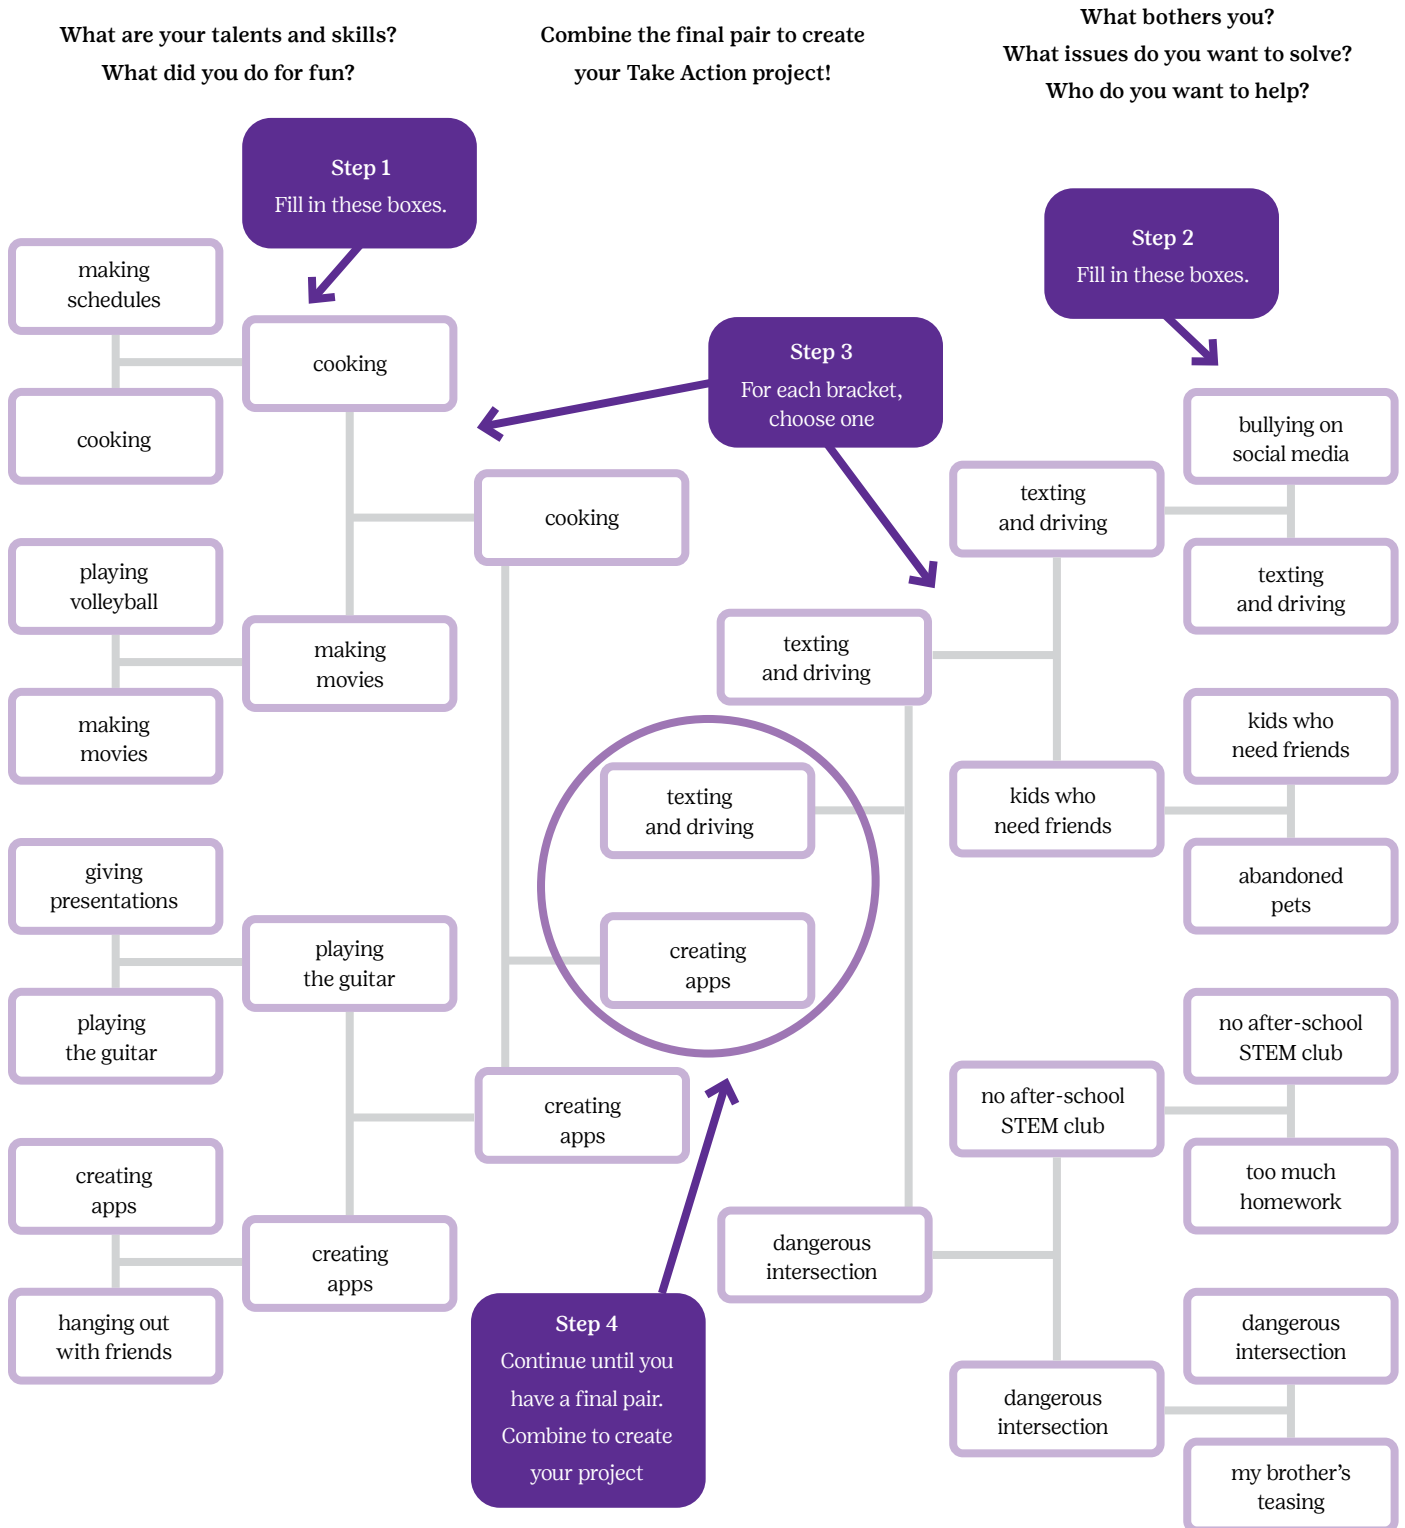 What are your talents and skills?
What did you do for fun?
Combine the final pair to create
your Take Action project!
What bothers you?
What issues do you want to solve?
Who do you want to help?
Step 1
Fill in these boxes.
making
schedules
cooking
cooking
playing
volleyball
making
movies
making
movies
cooking
giving
presentations
playing
the guitar
playing
the guitar
creating
apps
hanging out
with friends
creating
apps
creating
apps
Step 2
Fill in these boxes.
Step 3
For each bracket,
choose one
bullying on
social media
texting
and driving
texting
and driving
kids who
need friends
abandoned
pets
kids who
need friends
texting
and driving
no after-school
STEM club
too much
homework
no after-school
STEM club
dangerous
intersection
my brother’s
teasing
dangerous
intersection
dangerous
intersection
texting
and driving
creating
apps
Step 4
Continue until you
have a final pair.
Combine to create
your project